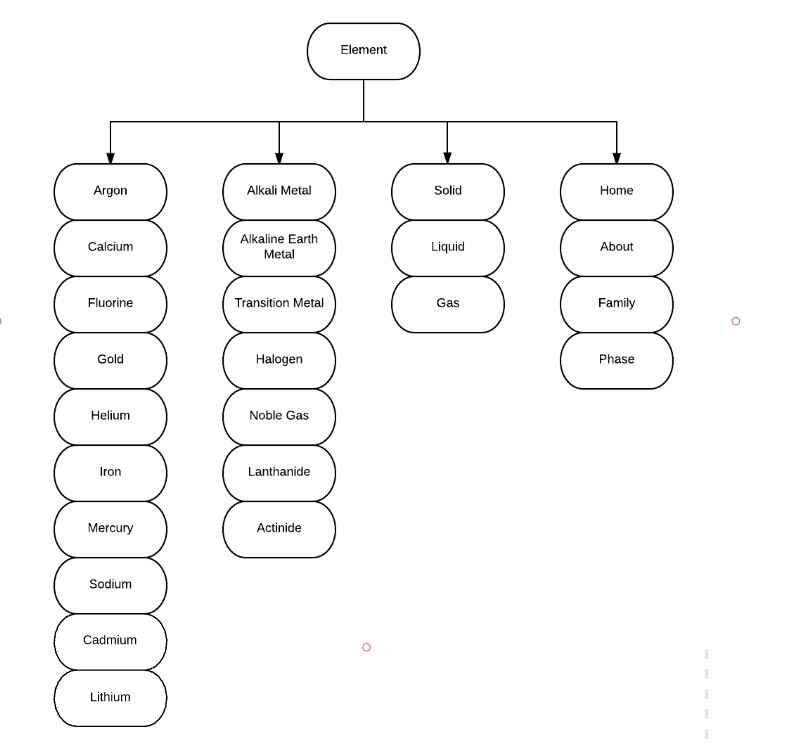 Element
Argon
Calcium
Fluorine
Gold
Helium
Iron
Mercury
Sodium
Cadmium
Lithium
Alkali Metal
Alkaline Earth
Metal
Transition Metal
Halogen
Noble Gas
Lanthanide
Actinide
Solid
Liquid
Gas
Home
About
Family
Phase